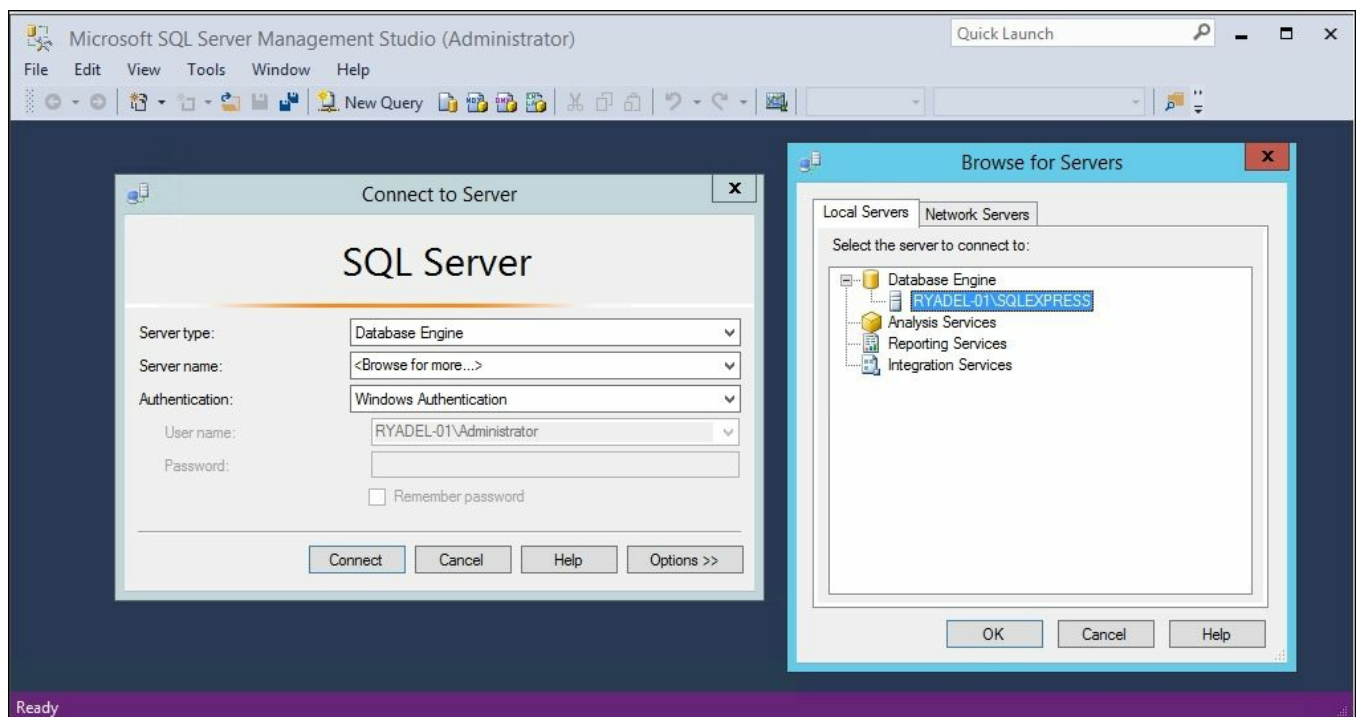 Microsoft SQL Server Management Studio (Administrator)
Quick Launch
File Edit View Tools Window Help
New Query
Connect to Server
SQL Server
Server type: Database Engine
Server name: <Browse for more...>
Authentication: Windows Authentication
User name: RYADEL-01\Administrator
Password:
Remember password
Connect Cancel Help Options >>
Browse for Servers
Local Servers Network Servers
Select the server to connect to:
Database Engine
RYADEL-01\SQLEXPRESS
Analysis Services
Reporting Services
Integration Services
OK Cancel Help
Ready